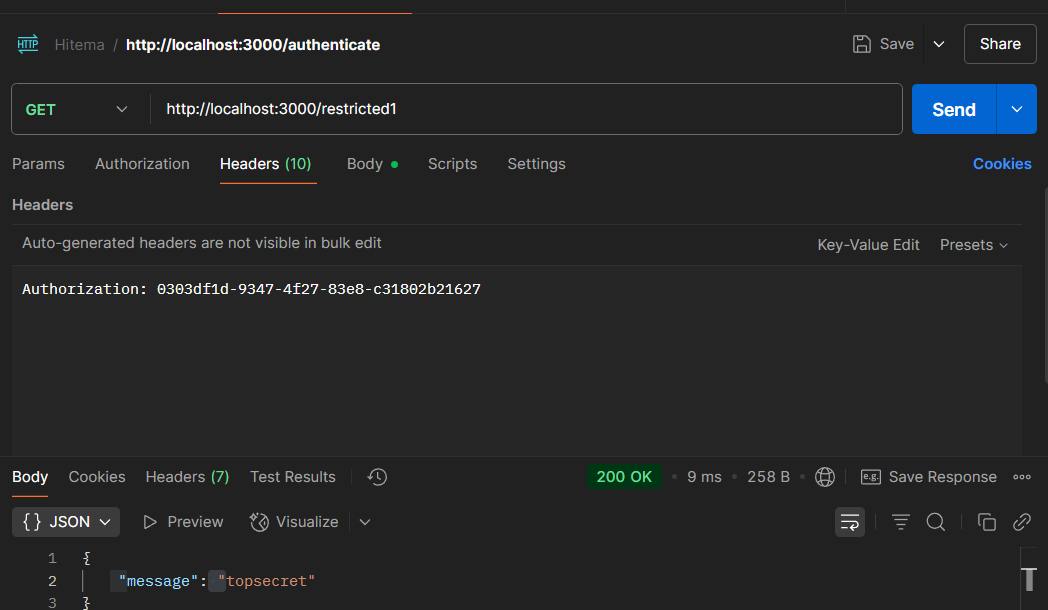 HTTP Hitema / http://localhost:3000/authenticate Save Share
GET http://localhost:3000/restricted1 Send
Params Authorization Headers (10) Body Scripts Settings Cookies
Headers
Auto-generated headers are not visible in bulk edit Key-Value Edit Presets
Authorization: 0303df1d-9347-4f27-83e8-c31802b21627
Body Cookies Headers (7) Test Results 200 OK • 9 ms • 258 B • e.g. Save Response
{} JSON Preview Visualize
1 {
2 "message": "topsecret"
3 }